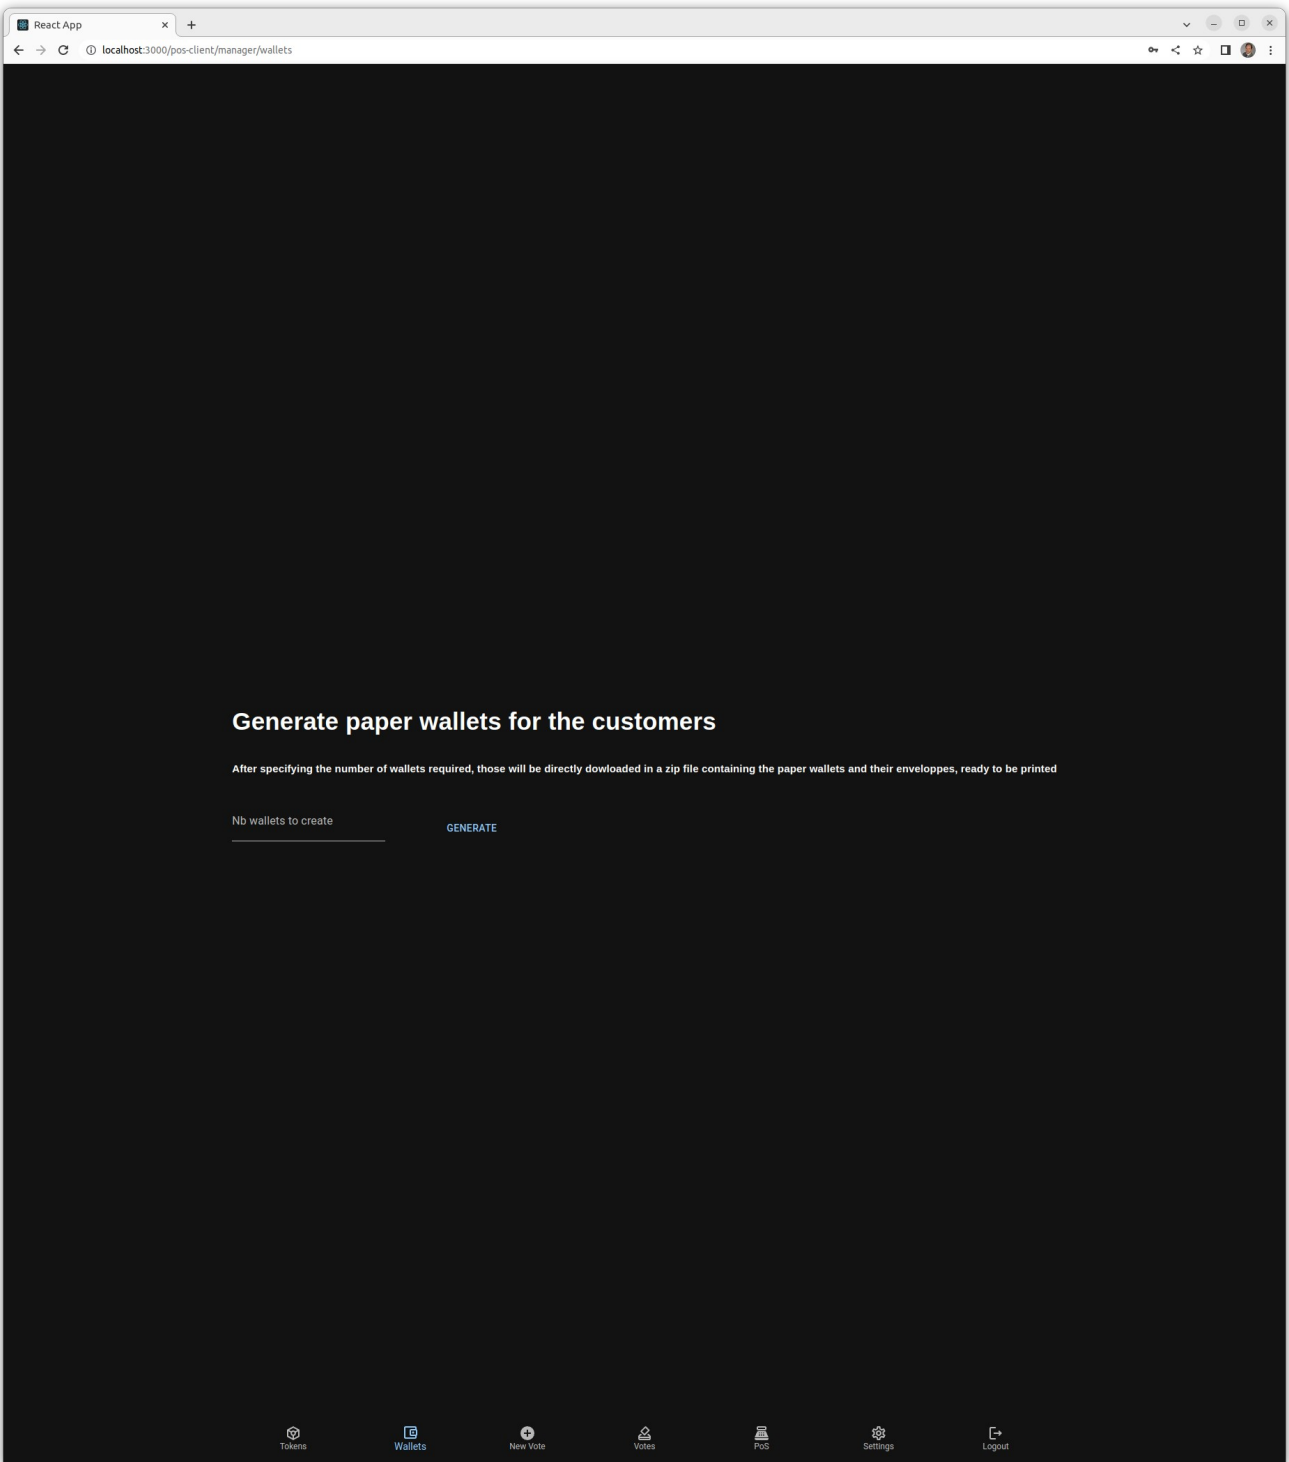 React App
localhost:3000/pos-client/manager/wallets
Generate paper wallets for the customers
After specifying the number of wallets required, those will be directly dowloaded in a zip file containing the paper wallets and their enveloppes, ready to be printed
Nb wallets to create
GENERATE
Tokens
Wallets
New Vote
Votes
PoS
Settings
Logout